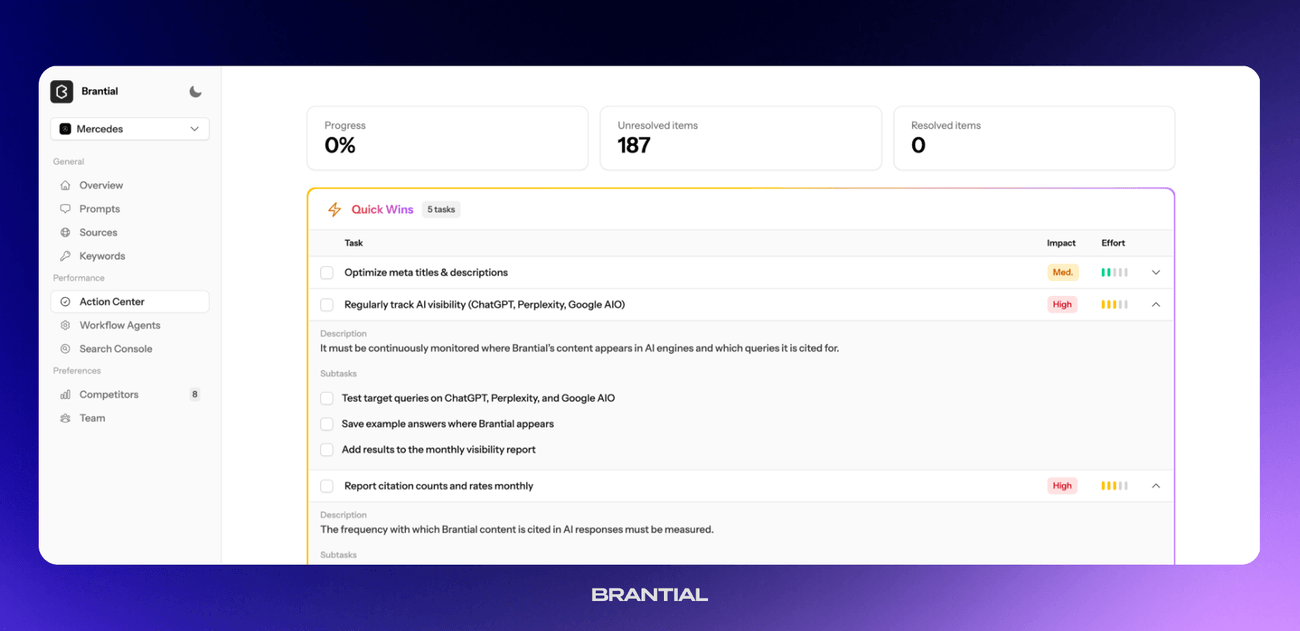 Brantial
Mercedes
General
Overview
Prompts
Sources
Keywords
Performance
Action Center
Workflow Agents
Search Console
Preferences
Competitors 8
Team
Progress
0%
Unresolved items
187
Resolved items
0
Quick Wins 5 tasks
Task Impact Effort
Optimize meta titles & descriptions Med.
Regularly track AI visibility (ChatGPT, Perplexity, Google AIO) High
Description
It must be continuously monitored where Brantial's content appears in AI engines and which queries it is cited for.
Subtasks
Test target queries on ChatGPT, Perplexity, and Google AIO
Save example answers where Brantial appears
Add results to the monthly visibility report
Report citation counts and rates monthly High
Description
The frequency with which Brantial content is cited in AI responses must be measured.
Subtasks
BRANTIAL